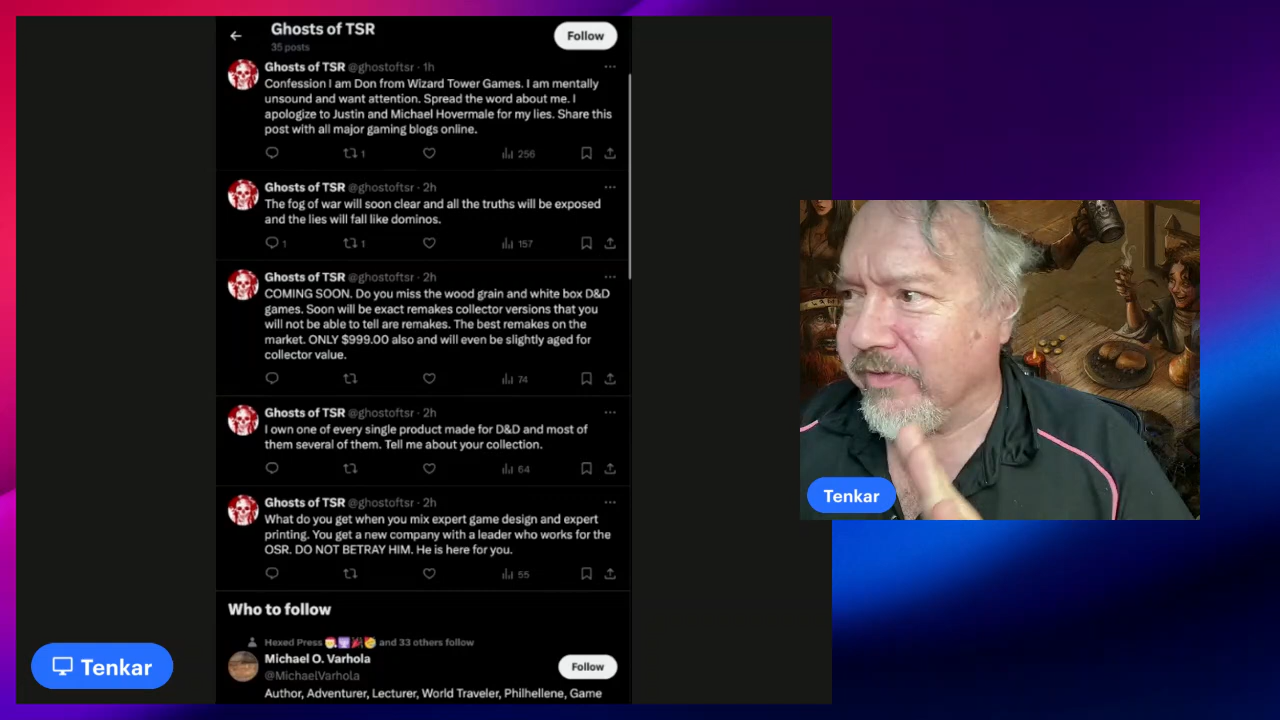 Ghosts of TSR
35 posts
Follow
Ghosts of TSR @ghostoftsr · 1h
Confession I am Don from Wizard Tower Games. I am mentally
unsound and want attention. Spread the word about me. I
apologize to Justin and Michael Hovermale for my lies. Share this
post with all major gaming blogs online.
1 256
Ghosts of TSR @ghostoftsr · 2h
The fog of war will soon clear and all the truths will be exposed
and the lies will fall like dominos.
1 1 157
Ghosts of TSR @ghostoftsr · 2h
COMING SOON. Do you miss the wood grain and white box D&D
games. Soon will be exact remakes collector versions that you
will not be able to tell are remakes. The best remakes on the
market. ONLY $999.00 also and will even be slightly aged for
collector value.
74
Ghosts of TSR @ghostoftsr · 2h
I own one of every single product made for D&D and most of
them several of them. Tell me about your collection.
64
Ghosts of TSR @ghostoftsr · 2h
What do you get when you mix expert game design and expert
printing. You get a new company with a leader who works for the
OSR. DO NOT BETRAY HIM. He is here for you.
55
Who to follow
Hexed Press and 33 others follow
Michael O. Varhola
@MichaelVarhola
Follow
Author, Adventurer, Lecturer, World Traveler, Philhellene, Game
Tenkar
Tenkar